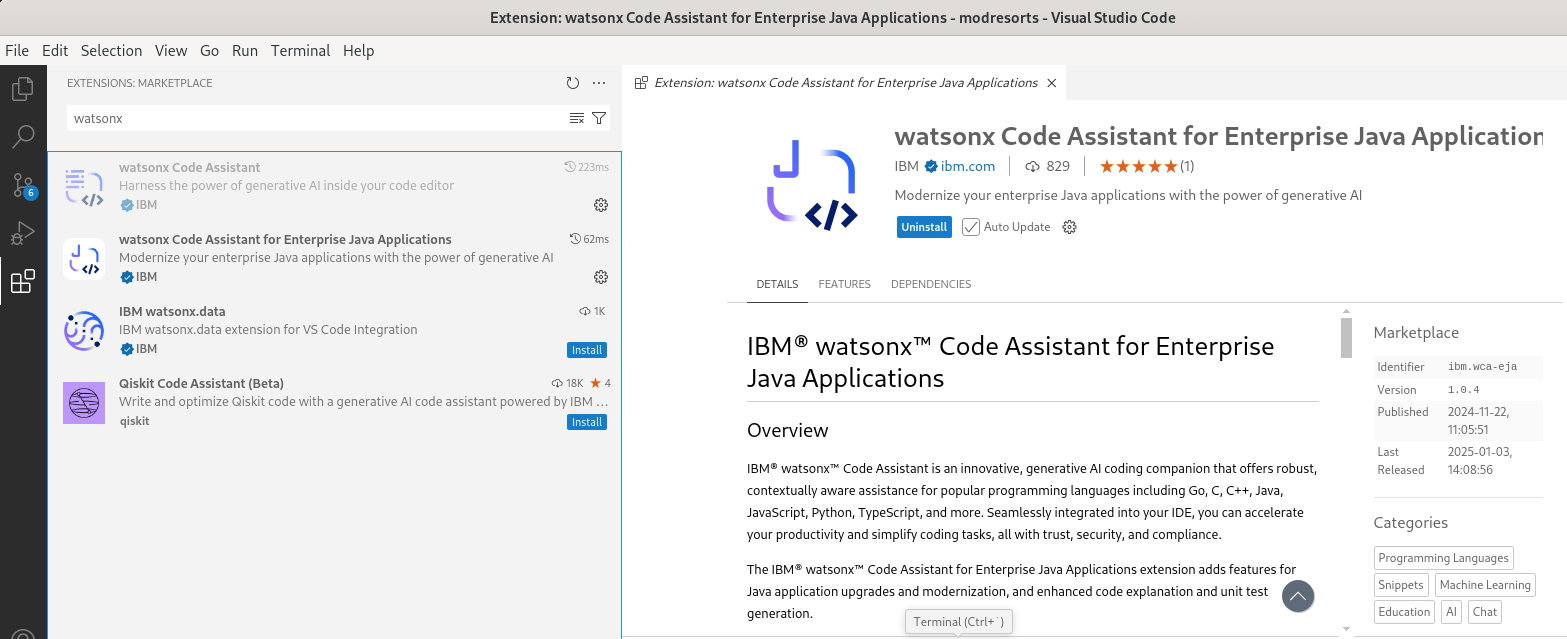 Extension: watsonx Code Assistant for Enterprise Java Applications - modresorts - Visual Studio Code
File Edit Selection View Go Run Terminal Help
EXTENSIONS: MARKETPLACE
watsonx
6
watsonx Code Assistant 223ms
Harness the power of generative AI inside your code editor
IBM
watsonx Code Assistant for Enterprise Java Applications 62ms
Modernize your enterprise Java applications with the power of generative AI
IBM
IBM watsonx.data 1K
IBM watsonx.data extension for VS Code Integration
IBM Install
Qiskit Code Assistant (Beta) 18K ★ 4
Write and optimize Qiskit code with a generative AI code assistant powered by IBM ...
qiskit Install
Extension: watsonx Code Assistant for Enterprise Java Applications
watsonx Code Assistant for Enterprise Java Application
IBM ibm.com 829 ★★★★★(1)
Modernize your enterprise Java applications with the power of generative AI
Uninstall Auto Update
DETAILS FEATURES DEPENDENCIES
IBM® watsonx™ Code Assistant for Enterprise
Java Applications
Overview
IBM® watsonx™ Code Assistant is an innovative, generative AI coding companion that offers robust,
contextually aware assistance for popular programming languages including Go, C, C++, Java,
JavaScript, Python, TypeScript, and more. Seamlessly integrated into your IDE, you can accelerate
your productivity and simplify coding tasks, all with trust, security, and compliance.
The IBM® watsonx™ Code Assistant for Enterprise Java Applications extension adds features for
Java application upgrades and modernization, and enhanced code explanation and unit test
generation.
Terminal (Ctrl+`)
Marketplace
Identifier ibm.wca-eja
Version 1.0.4
Published 2024-11-22,
11:05:51
Last 2025-01-03,
Released 14:08:56
Categories
Programming Languages
Snippets Machine Learning
Education AI Chat